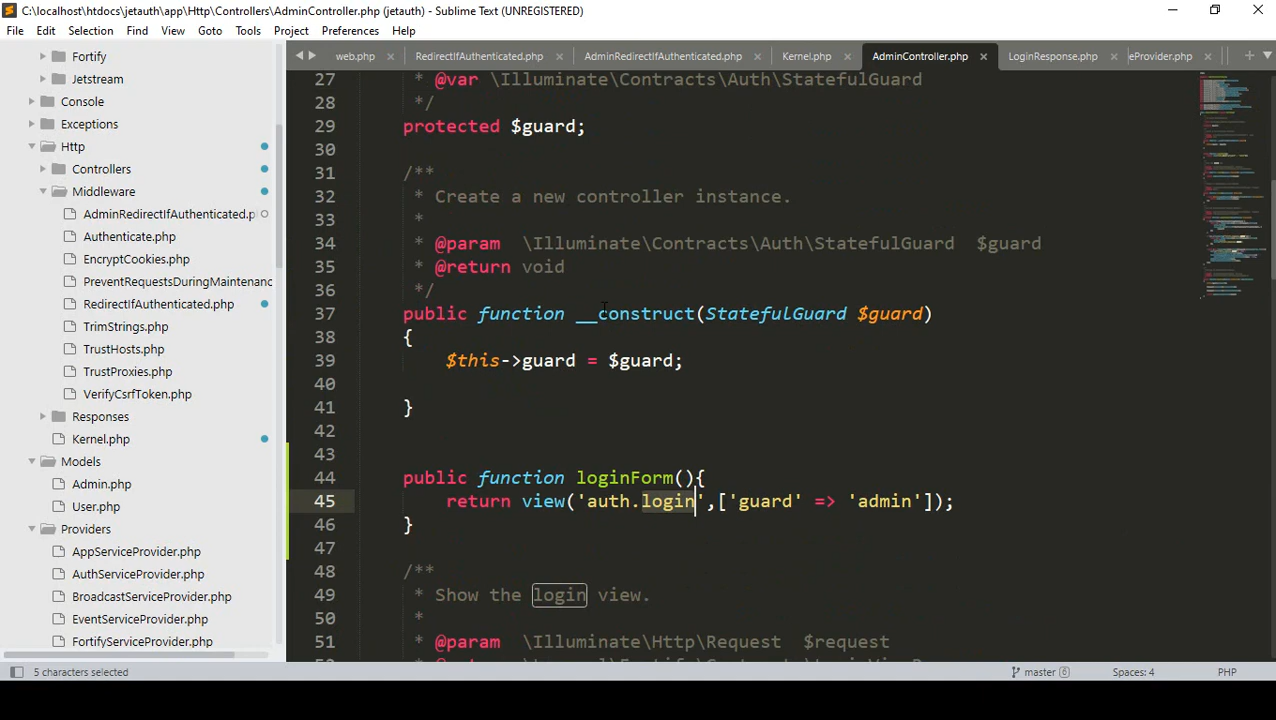 C:\localhost\htdocs\jetauth\app\Http\Controllers\AdminController.php (jetauth) - Sublime Text (UNREGISTERED)
File Edit Selection Find View Goto Tools Project Preferences Help
web.php RedirectIfAuthenticated.php AdminRedirectIfAuthenticated.php Kernel.php AdminController.php LoginResponse.php eProvider.php
Fortify
Jetstream
Console
Exceptions
Http
Controllers
Middleware
AdminRedirectIfAuthenticated.p
Authenticate.php
EncryptCookies.php
PreventRequestsDuringMaintenance
RedirectIfAuthenticated.php
TrimStrings.php
TrustHosts.php
TrustProxies.php
VerifyCsrfToken.php
Responses
Kernel.php
Models
Admin.php
User.php
Providers
AppServiceProvider.php
AuthServiceProvider.php
BroadcastServiceProvider.php
EventServiceProvider.php
FortifyServiceProvider.php
27 * @var \Illuminate\Contracts\Auth\StatefulGuard
28 */
29 protected $guard;
30
31 /**
32 * Create a new controller instance.
33 *
34 * @param \Illuminate\Contracts\Auth\StatefulGuard $guard
35 * @return void
36 */
37 public function __construct(StatefulGuard $guard)
38 {
39 $this->guard = $guard;
40
41 }
42
43
44 public function loginForm(){
45 return view('auth.login',['guard' => 'admin']);
46 }
47
48 /**
49 * Show the login view.
50 *
51 * @param \Illuminate\Http\Request $request
5 characters selected master 6 Spaces: 4 PHP